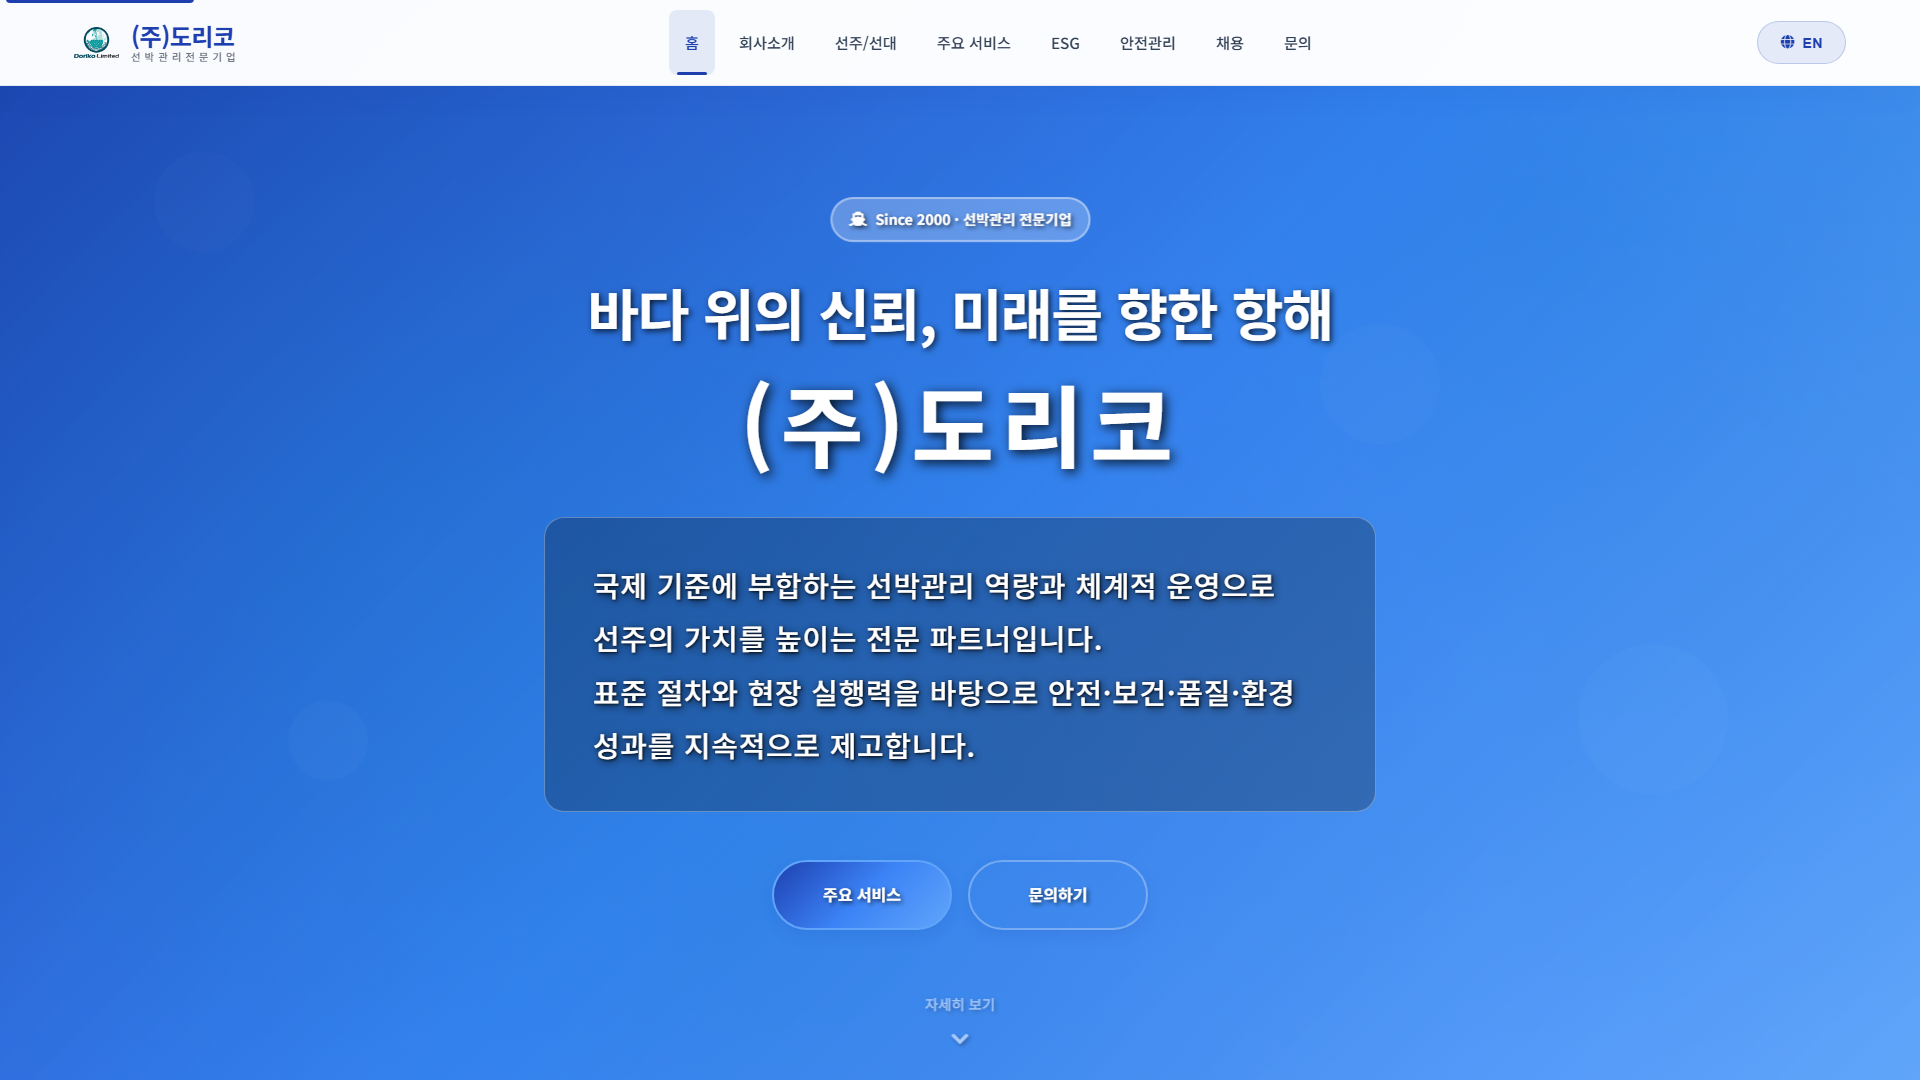 (주)도리코
선박관리전문기업
Doriko Limited
홈
회사소개
선주/선대
주요 서비스
ESG
안전관리
채용
문의
EN
Since 2000 · 선박관리 전문기업
바다 위의 신뢰, 미래를 향한 항해
(주)도리코
국제 기준에 부합하는 선박관리 역량과 체계적 운영으로
선주의 가치를 높이는 전문 파트너입니다.
표준 절차와 현장 실행력을 바탕으로 안전·보건·품질·환경
성과를 지속적으로 제고합니다.
주요 서비스
문의하기
자세히 보기